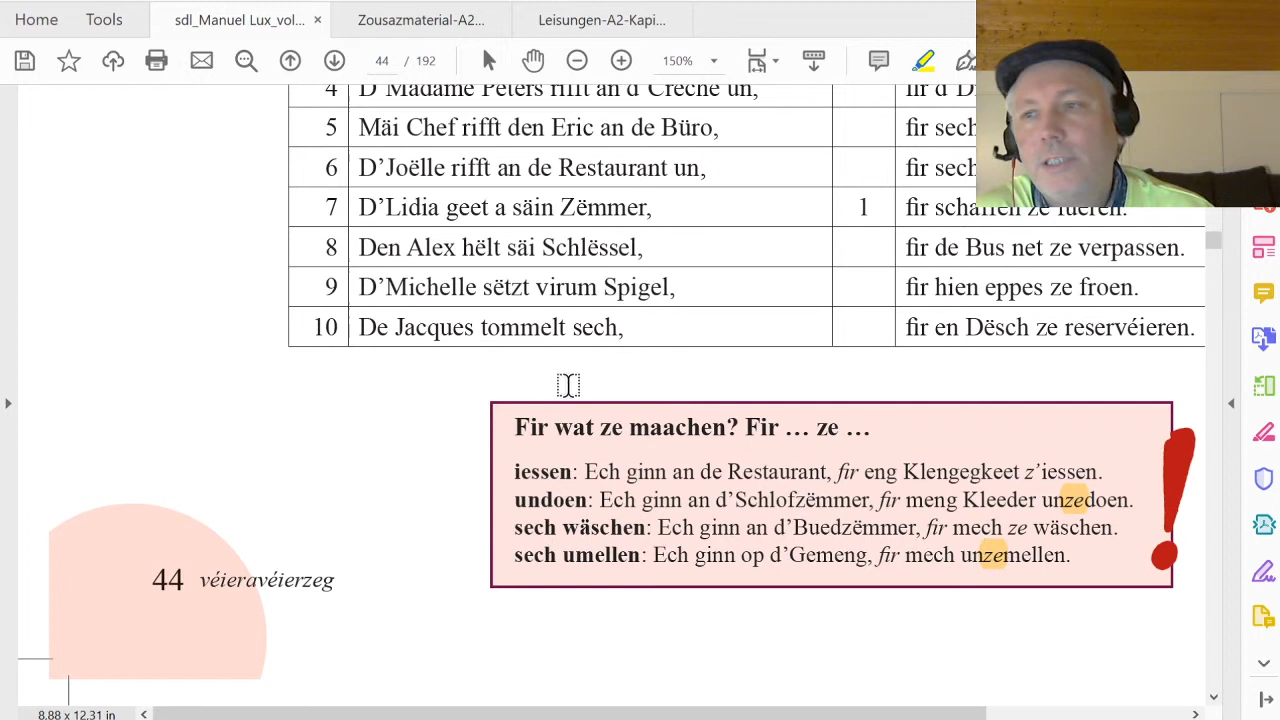 Home Tools sdl_Manuel Lux_vol... × Zousazmaterial-A2... Leisungen-A2-Kapi...
44 / 192 150%
4 D'Madame Peters rifft an d'Crèche un, fir d'Di
5 Mäi Chef rifft den Eric an de Büro, fir sech
6 D'Joëlle rifft an de Restaurant un, fir sech
7 D'Lidia geet a säin Zëmmer, 1 fir schaffen ze fueren.
8 Den Alex hëlt säi Schlëssel, fir de Bus net ze verpassen.
9 D'Michelle sëtzt virum Spigel, fir hien eppes ze froen.
10 De Jacques tommelt sech, fir en Dësch ze reservéieren.
Fir wat ze maachen? Fir … ze …
iessen: Ech ginn an de Restaurant, fir eng Klengegkeet z'iessen.
undoen: Ech ginn an d'Schlofzëmmer, fir meng Kleeder unzedoen.
sech wäschen: Ech ginn an d'Buedzëmmer, fir mech ze wäschen.
sech umellen: Ech ginn op d'Gemeng, fir mech unzemellen.
44 véieravéierzeg
8.88 x 12.31 in